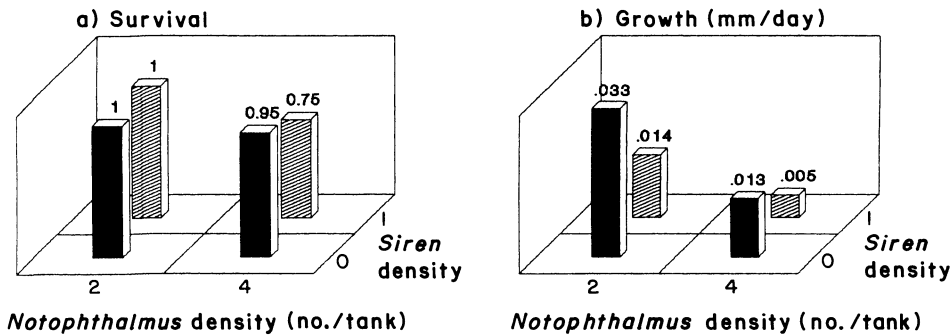 a) Survival
1
1
0.95
0.75
1
Siren
0
density
2
4
Notophthalmus density (no./tank)
b) Growth (mm/day)
.033
.014
.013
.005
1
Siren
0
density
2
4
Notophthalmus density (no./tank)